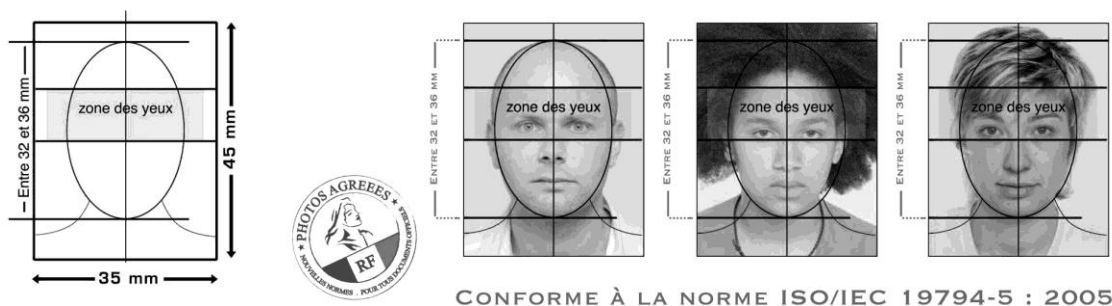 Entre 32 et 36 mm
zone des yeux
45 mm
35 mm
★ PHOTOS AGREEES ★
NOUVELLES NORMES . POUR TOUS DOCUMENTS OFFICIELS
RF
ENTRE 32 ET 36 MM
zone des yeux
ENTRE 32 ET 36 MM
zone des yeux
ENTRE 32 ET 36 MM
zone des yeux
CONFORME À LA NORME ISO/IEC 19794-5 : 2005